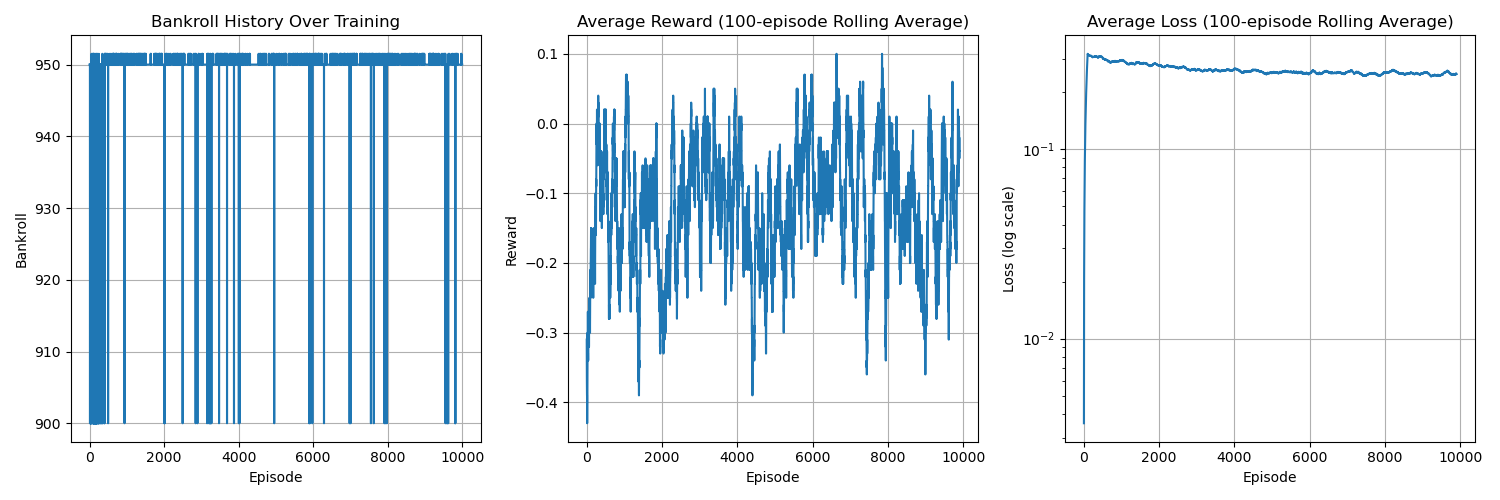 Bankroll History Over Training
Bankroll
950
940
930
920
910
900
0 2000 4000 6000 8000 10000
Episode
Average Reward (100-episode Rolling Average)
Reward
0.1
0.0
−0.1
−0.2
−0.3
−0.4
0 2000 4000 6000 8000 10000
Episode
Average Loss (100-episode Rolling Average)
Loss (log scale)
10⁻¹
10⁻²
0 2000 4000 6000 8000 10000
Episode